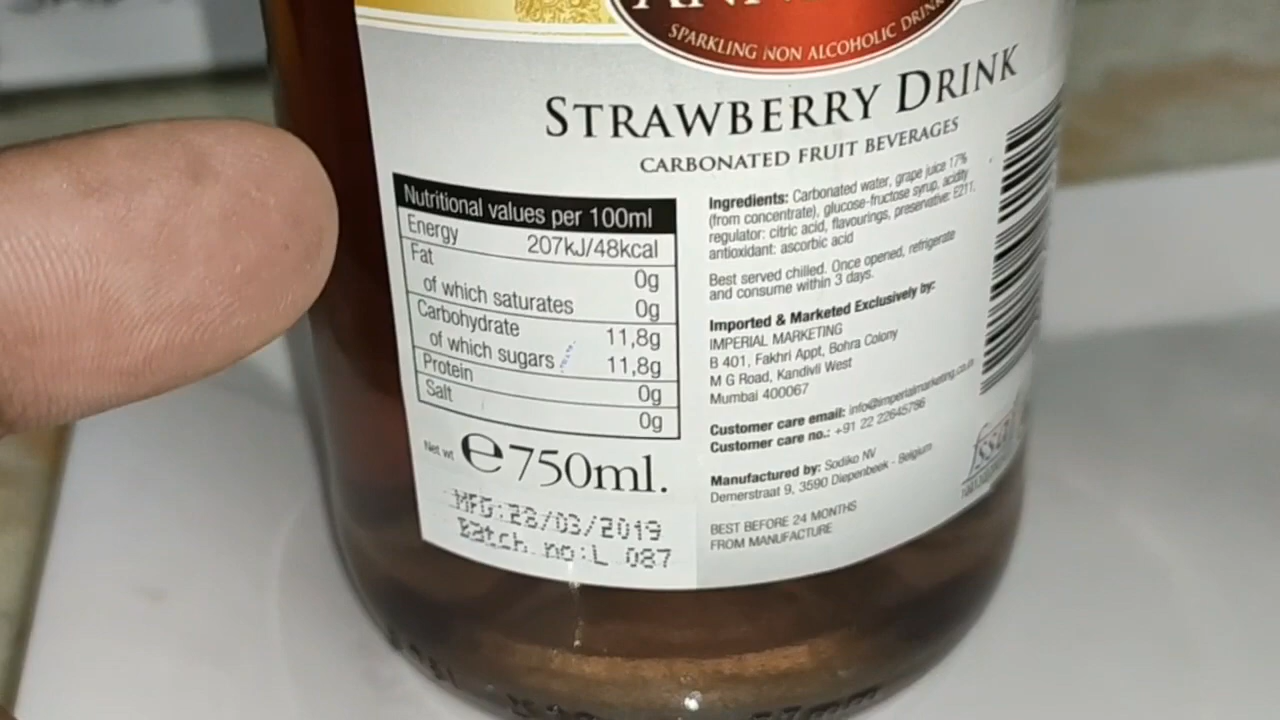 SPARKLING NON ALCOHOLIC DRINK
STRAWBERRY DRINK
CARBONATED FRUIT BEVERAGES
Nutritional values per 100ml
Energy 207kJ/48kcal
Fat 0g
of which saturates 0g
Carbohydrate 11,8g
of which sugars 11,8g
Protein 0g
Salt 0g
Net wt e750ml.
MFG:28/03/2019
Batch no:L 087
Ingredients: Carbonated water, grape juice 17%
(from concentrate), glucose-fructose syrup, acidity
regulator: citric acid, flavourings, preservative: E211,
antioxidant: ascorbic acid
Best served chilled. Once opened, refrigerate
and consume within 3 days.
Imported & Marketed Exclusively by:
IMPERIAL MARKETING
B 401, Fakhri Appt, Bohra Colony
M G Road, Kandivli West
Mumbai 400067
Customer care email: info@imperialmarketing.co.in
Customer care no.: +91 22 22645786
Manufactured by: Sodiko NV
Demerstraat 9, 3590 Diepenbeek - Belgium
BEST BEFORE 24 MONTHS
FROM MANUFACTURE
fssai